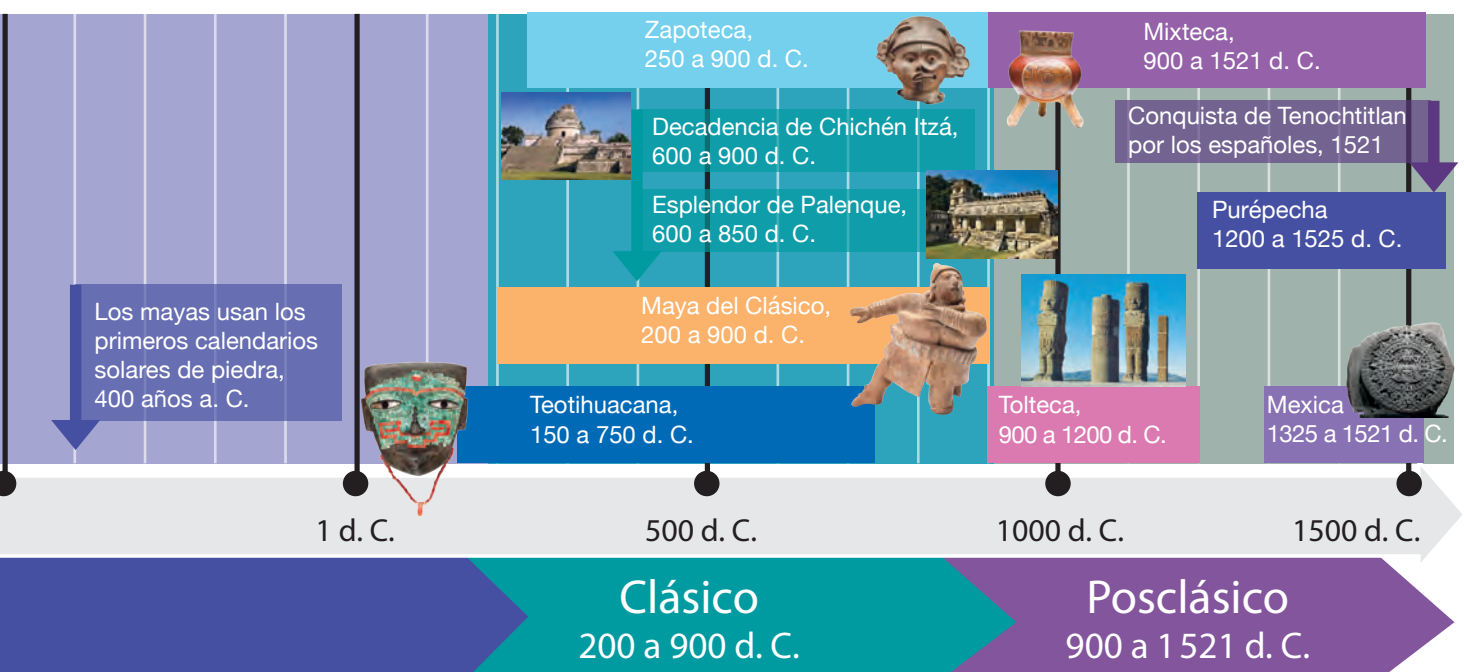 Zapoteca,
250 a 900 d. C.
Mixteca,
900 a 1521 d. C.
Decadencia de Chichén Itzá,
600 a 900 d. C.
Conquista de Tenochtitlan
por los españoles, 1521
Esplendor de Palenque,
600 a 850 d. C.
Purépecha
1200 a 1525 d. C.
Los mayas usan los
primeros calendarios
solares de piedra,
400 años a. C.
Maya del Clásico,
200 a 900 d. C.
Teotihuacana,
150 a 750 d. C.
Tolteca,
900 a 1200 d. C.
Mexica
1325 a 1521 d. C.
1 d. C.
500 d. C.
1000 d. C.
1500 d. C.
Clásico
200 a 900 d. C.
Posclásico
900 a 1521 d. C.